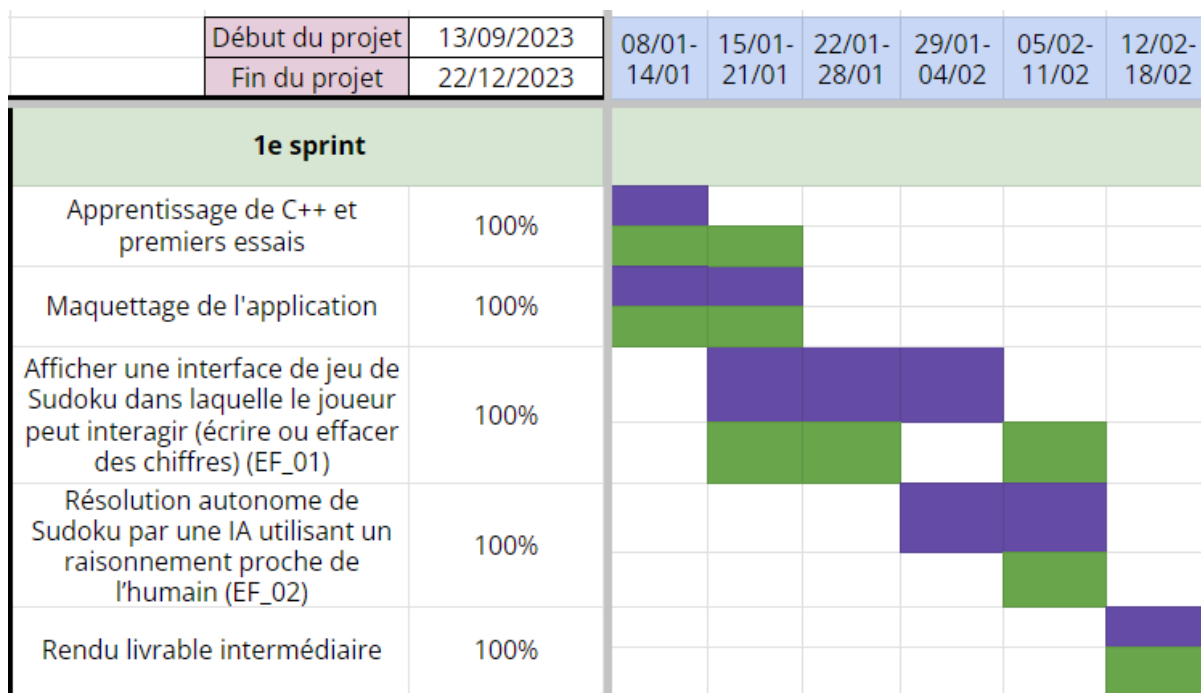 Début du projet 13/09/2023
Fin du projet 22/12/2023
08/01- 15/01- 22/01- 29/01- 05/02- 12/02-
14/01 21/01 28/01 04/02 11/02 18/02
1e sprint
Apprentissage de C++ et
premiers essais
100%
Maquettage de l'application
100%
Afficher une interface de jeu de
Sudoku dans laquelle le joueur
peut interagir (écrire ou effacer
des chiffres) (EF_01)
100%
Résolution autonome de
Sudoku par une IA utilisant un
raisonnement proche de
l’humain (EF_02)
100%
Rendu livrable intermédiaire
100%